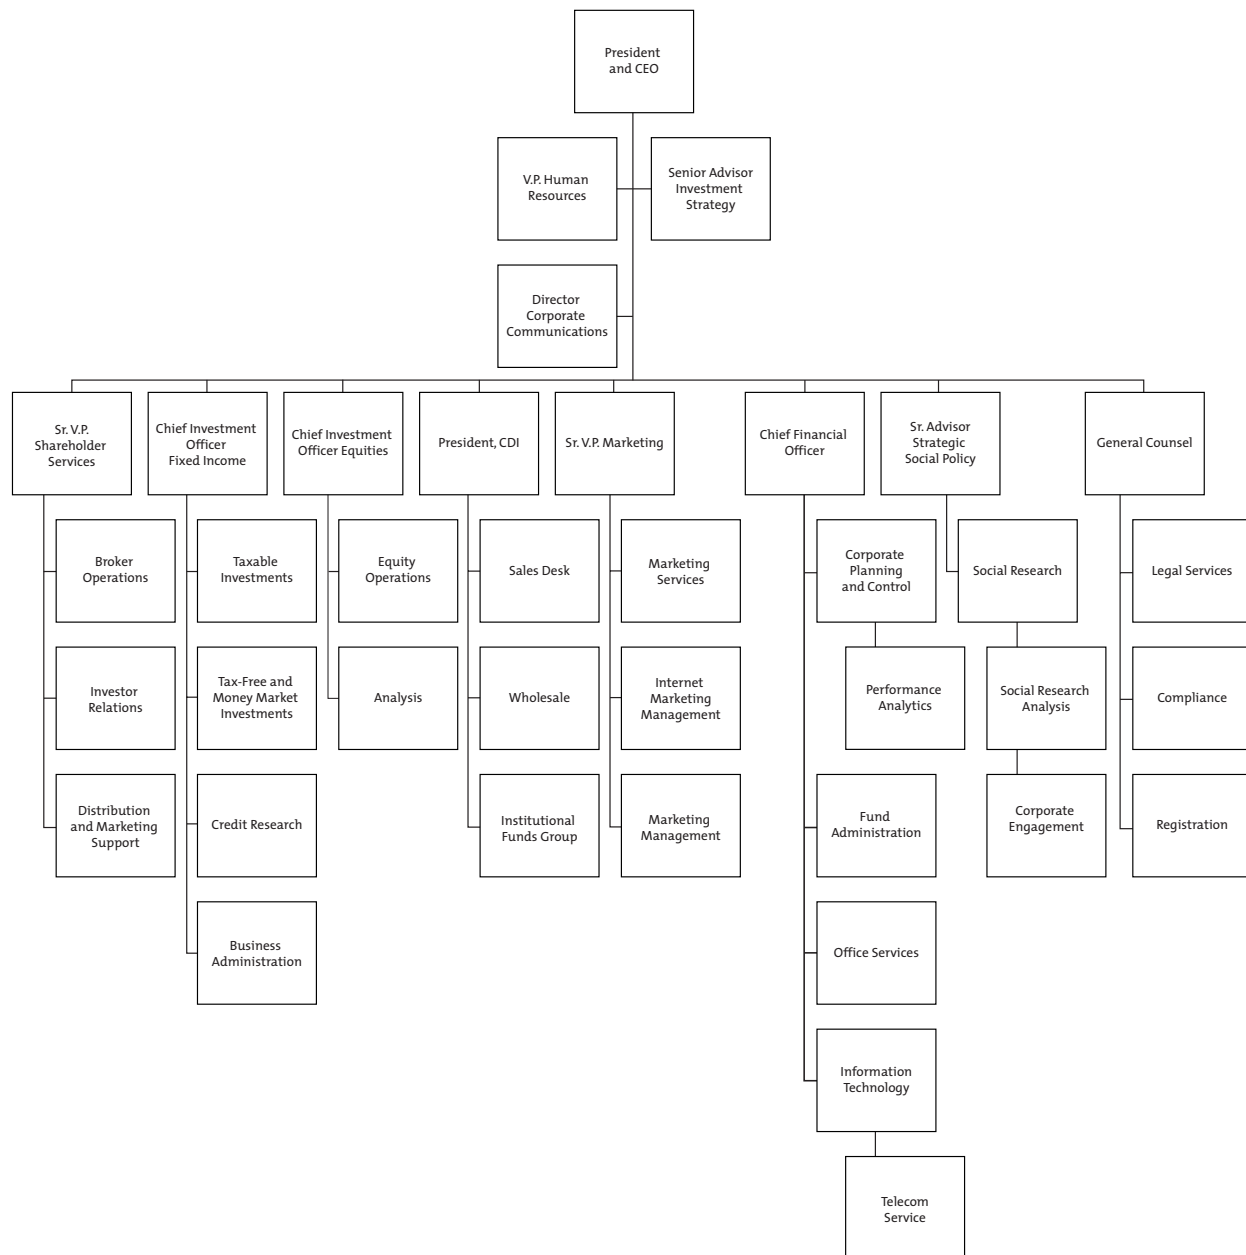 President
and CEO
V.P. Human
Resources
Senior Advisor
Investment
Strategy
Director
Corporate
Communications
Sr. V.P.
Shareholder
Services
Chief Investment
Officer
Fixed Income
Chief Investment
Officer Equities
President, CDI
Sr. V.P. Marketing
Chief Financial
Officer
Sr. Advisor
Strategic
Social Policy
General Counsel
Broker
Operations
Taxable
Investments
Equity
Operations
Sales Desk
Marketing
Services
Corporate
Planning
and Control
Social Research
Legal Services
Investor
Relations
Tax-Free and
Money Market
Investments
Analysis
Wholesale
Internet
Marketing
Management
Performance
Analytics
Social Research
Analysis
Compliance
Distribution
and Marketing
Support
Credit Research
Institutional
Funds Group
Marketing
Management
Fund
Administration
Corporate
Engagement
Registration
Business
Administration
Office Services
Information
Technology
Telecom
Service